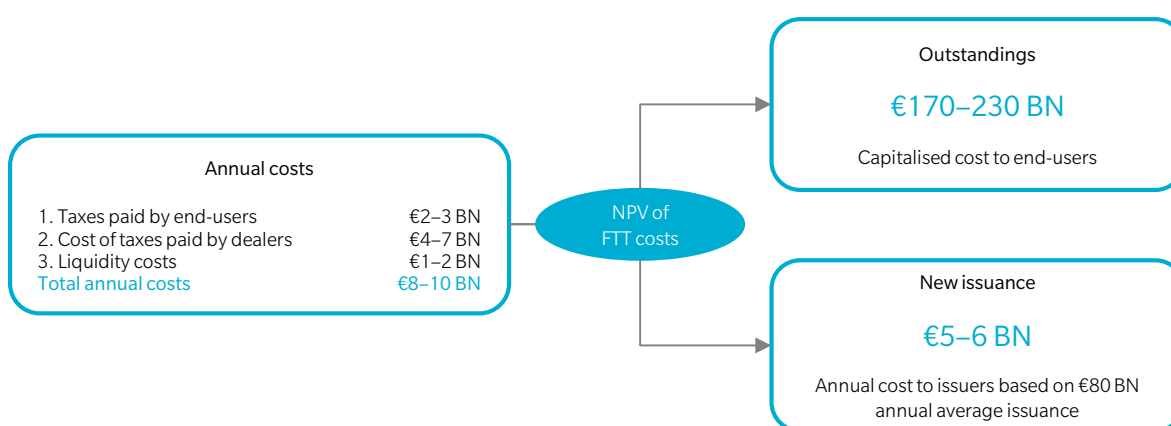 Annual costs
1. Taxes paid by end-users €2–3 BN
2. Cost of taxes paid by dealers €4–7 BN
3. Liquidity costs €1–2 BN
Total annual costs €8–10 BN
NPV of
FTT costs
Outstandings
€170–230 BN
Capitalised cost to end-users
New issuance
€5–6 BN
Annual cost to issuers based on €80 BN
annual average issuance